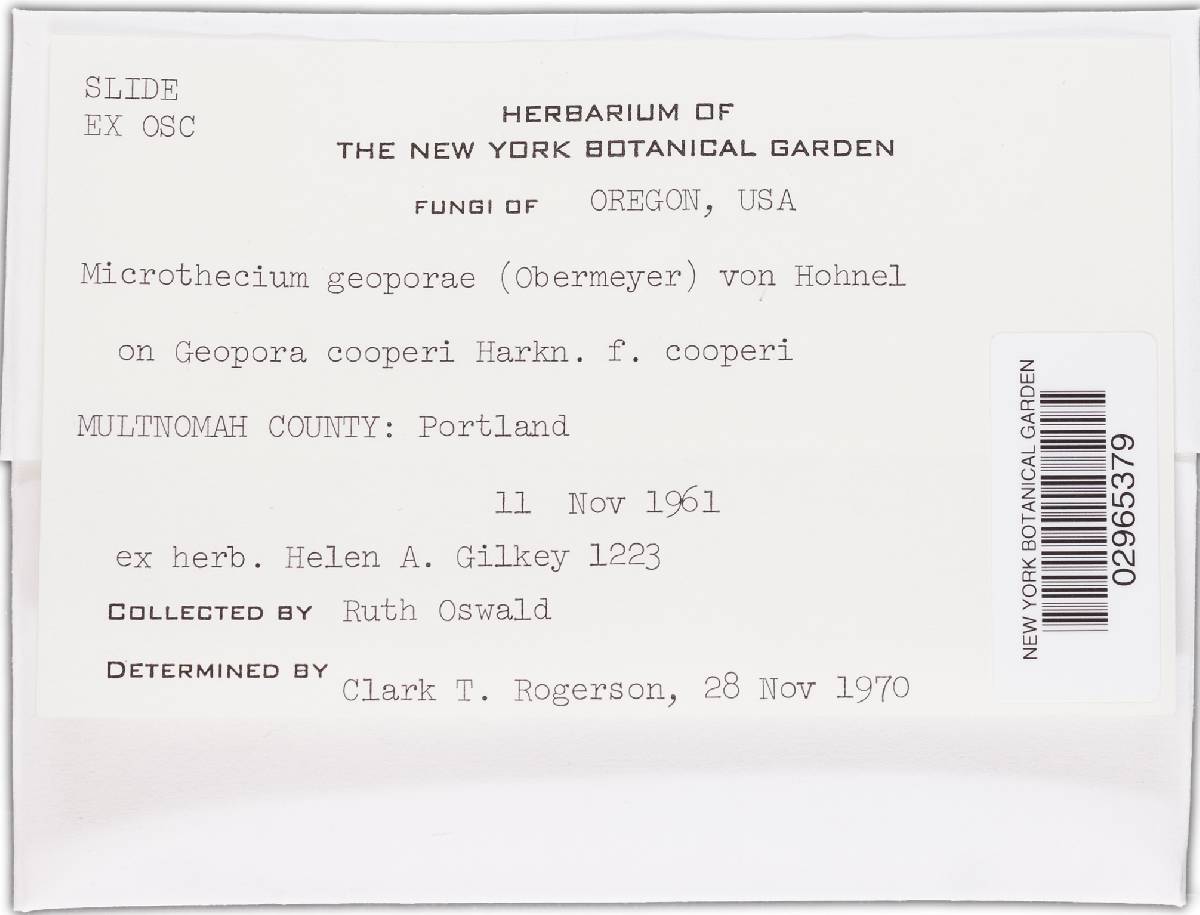 SLIDE
EX OSC
HERBARIUM OF
THE NEW YORK BOTANICAL GARDEN
FUNGI OF OREGON, USA
Microthecium geoporae (Obermeyer) von Hohnel
on Geopora cooperi Harkn. f. cooperi
MULTNOMAH COUNTY: Portland
11 Nov 1961
ex herb. Helen A. Gilkey 1223
COLLECTED BY Ruth Oswald
DETERMINED BY Clark T. Rogerson, 28 Nov 1970
NEW YORK BOTANICAL GARDEN
02965379